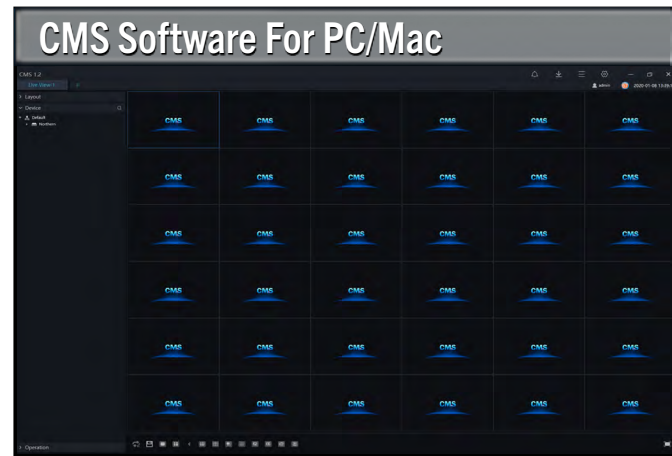 CMS Software For PC/Mac
CMS 1.2
Live View-1
admin 2020-01-08
Layout
Device
Default
Northern
CMS CMS CMS CMS CMS CMS
CMS CMS CMS CMS CMS CMS
CMS CMS CMS CMS CMS CMS
CMS CMS CMS CMS CMS CMS
CMS CMS CMS CMS CMS CMS
CMS CMS CMS CMS CMS CMS
Operation